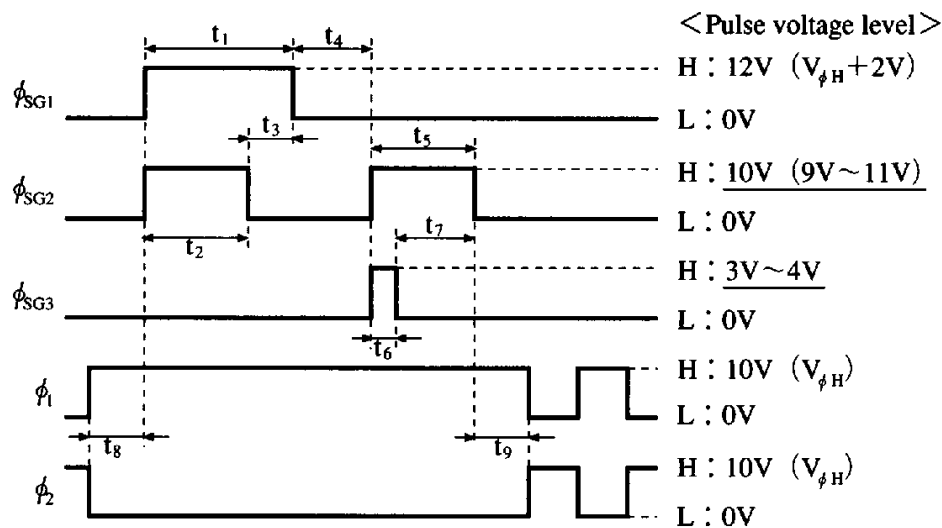 <Pulse voltage level>
t₁ t₄
ϕSG1 H : 12V (VϕH+2V)
L : 0V
t₃ t₅
ϕSG2 H : 10V (9V~11V)
L : 0V
t₂ t₇
ϕSG3 H : 3V~4V
L : 0V
t₆
ϕ₁ H : 10V (VϕH)
L : 0V
t₈ t₉
ϕ₂ H : 10V (VϕH)
L : 0V